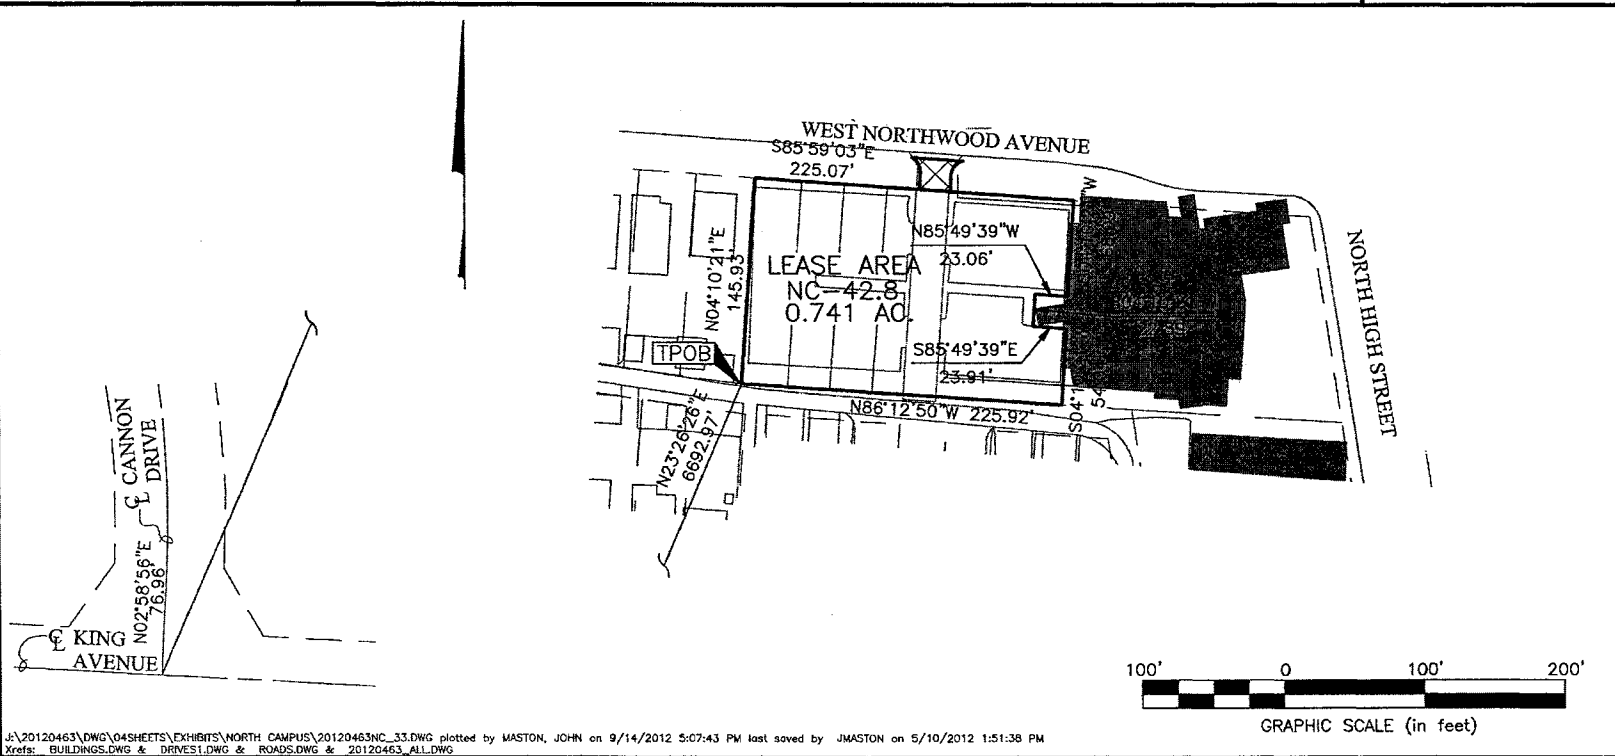 WEST NORTHWOOD AVENUE
S85°59'03"E
225.07'
"W
N85°49'39"W
23.06'
N04°10'21"E
145.93'
LEASE AREA
NC-42.8
0.741 AC.
NORTH HIGH STREET
S85°49'39"E
23.91'
TPOB
N86°12'50"W 225.92'
S04°1
54
N23°26'26"E
6692.97'
℄ CANNON
DRIVE
N02°58'56"E
76.96'
℄ KING
AVENUE
100' 0 100' 200'
GRAPHIC SCALE (in feet)
J:\20120463\DWG\04SHEETS\EXHIBITS\NORTH CAMPUS\20120463NC_33.DWG plotted by MASTON, JOHN on 9/14/2012 5:07:43 PM last saved by JMASTON on 5/10/2012 1:51:38 PM
Xrefs: BUILDINGS.DWG & DRIVES1.DWG & ROADS.DWG & 20120463_ALL.DWG